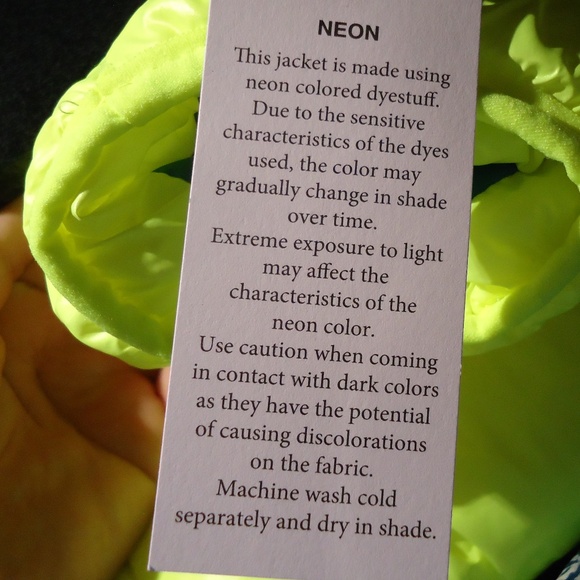 NEON
This jacket is made using
neon colored dyestuff.
Due to the sensitive
characteristics of the dyes
used, the color may
gradually change in shade
over time.
Extreme exposure to light
may affect the
characteristics of the
neon color.
Use caution when coming
in contact with dark colors
as they have the potential
of causing discolorations
on the fabric.
Machine wash cold
separately and dry in shade.